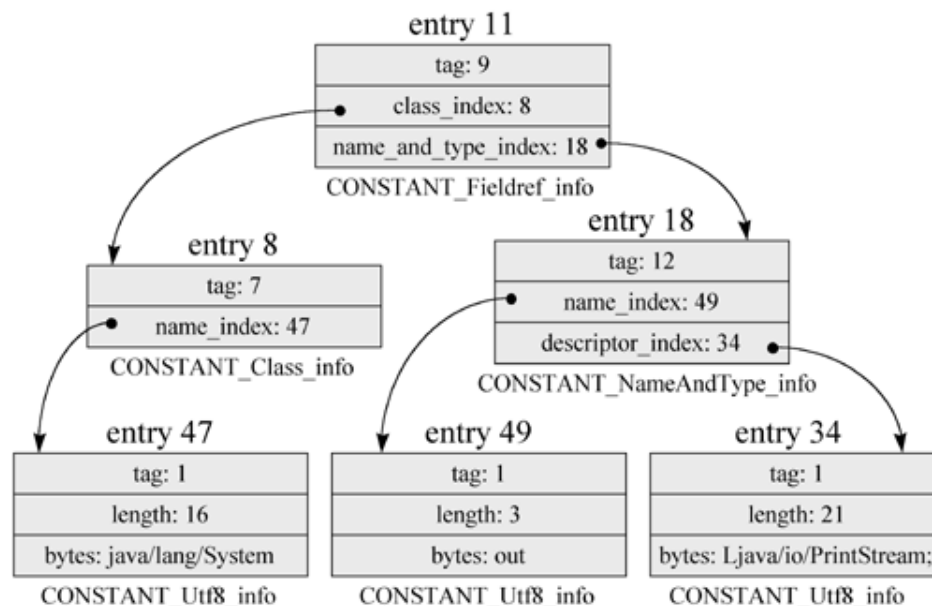 entry 11
tag: 9
class_index: 8
name_and_type_index: 18
CONSTANT_Fieldref_info
entry 8
tag: 7
name_index: 47
CONSTANT_Class_info
entry 18
tag: 12
name_index: 49
descriptor_index: 34
CONSTANT_NameAndType_info
entry 47
tag: 1
length: 16
bytes: java/lang/System
CONSTANT_Utf8_info
entry 49
tag: 1
length: 3
bytes: out
CONSTANT_Utf8_info
entry 34
tag: 1
length: 21
bytes: Ljava/io/PrintStream;
CONSTANT_Utf8_info